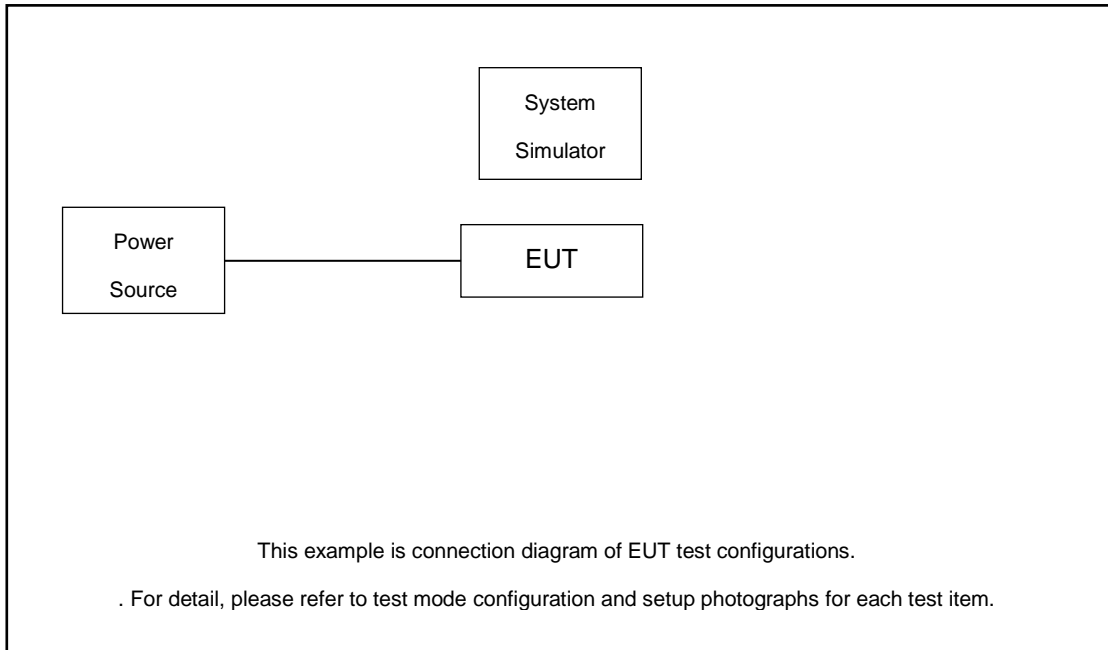 System
Simulator
Power
Source
EUT
This example is connection diagram of EUT test configurations.
. For detail, please refer to test mode configuration and setup photographs for each test item.